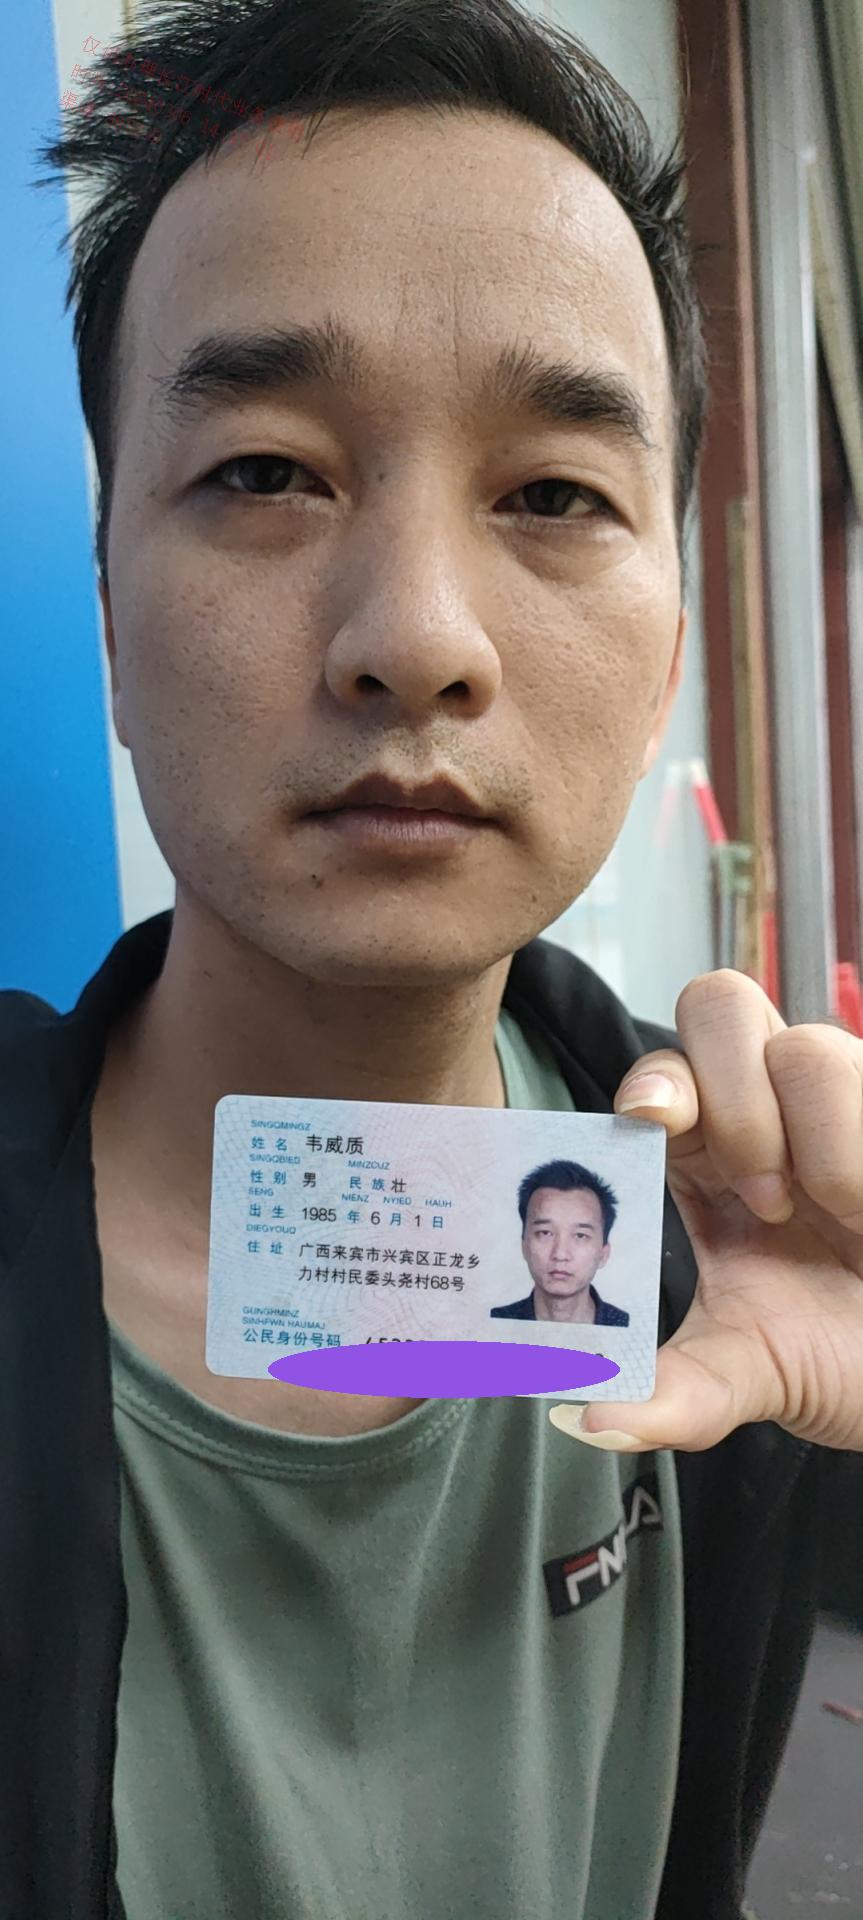 SINGQMINGZ
姓名 韦威质
SINGQBIED MINZCUZ
性别 男 民族 壮
SENG NIENZ NYIED HAUH
出生 1985 年 6 月 1 日
DIEGYOUQ
住址 广西来宾市兴宾区正龙乡
力村村民委头尧村68号
GUNGHMINZ
SINHFWN HAUMAJ
公民身份号码